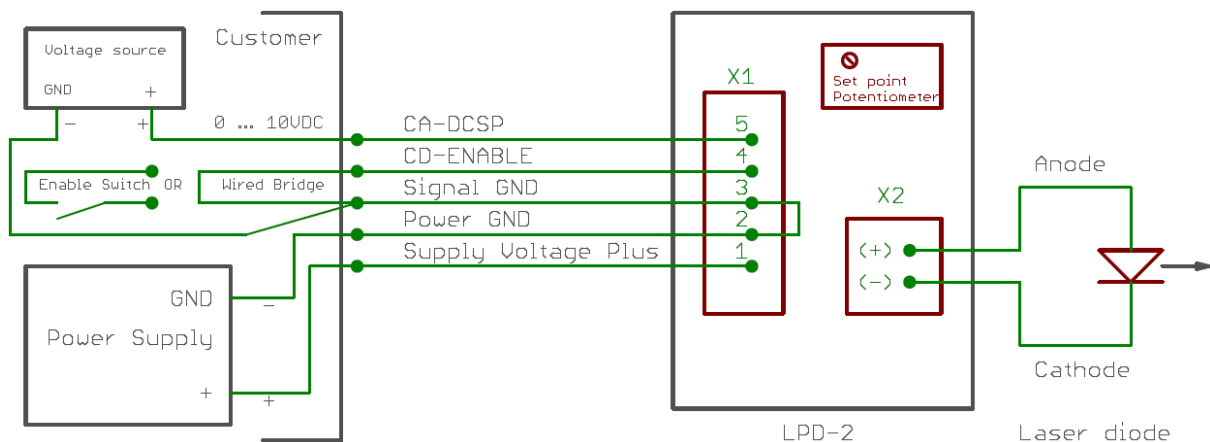 Customer
Voltage source
GND
+
-
+
0 ... 10VDC
Enable Switch OR
Wired Bridge
CA-DCSP
CD-ENABLE
Signal GND
Power GND
Supply Voltage Plus
GND
-
Power Supply
+
+
X1
5
4
3
2
1
Set point
Potentiometer
X2
(+)
(-)
LPD-2
Anode
Cathode
Laser diode